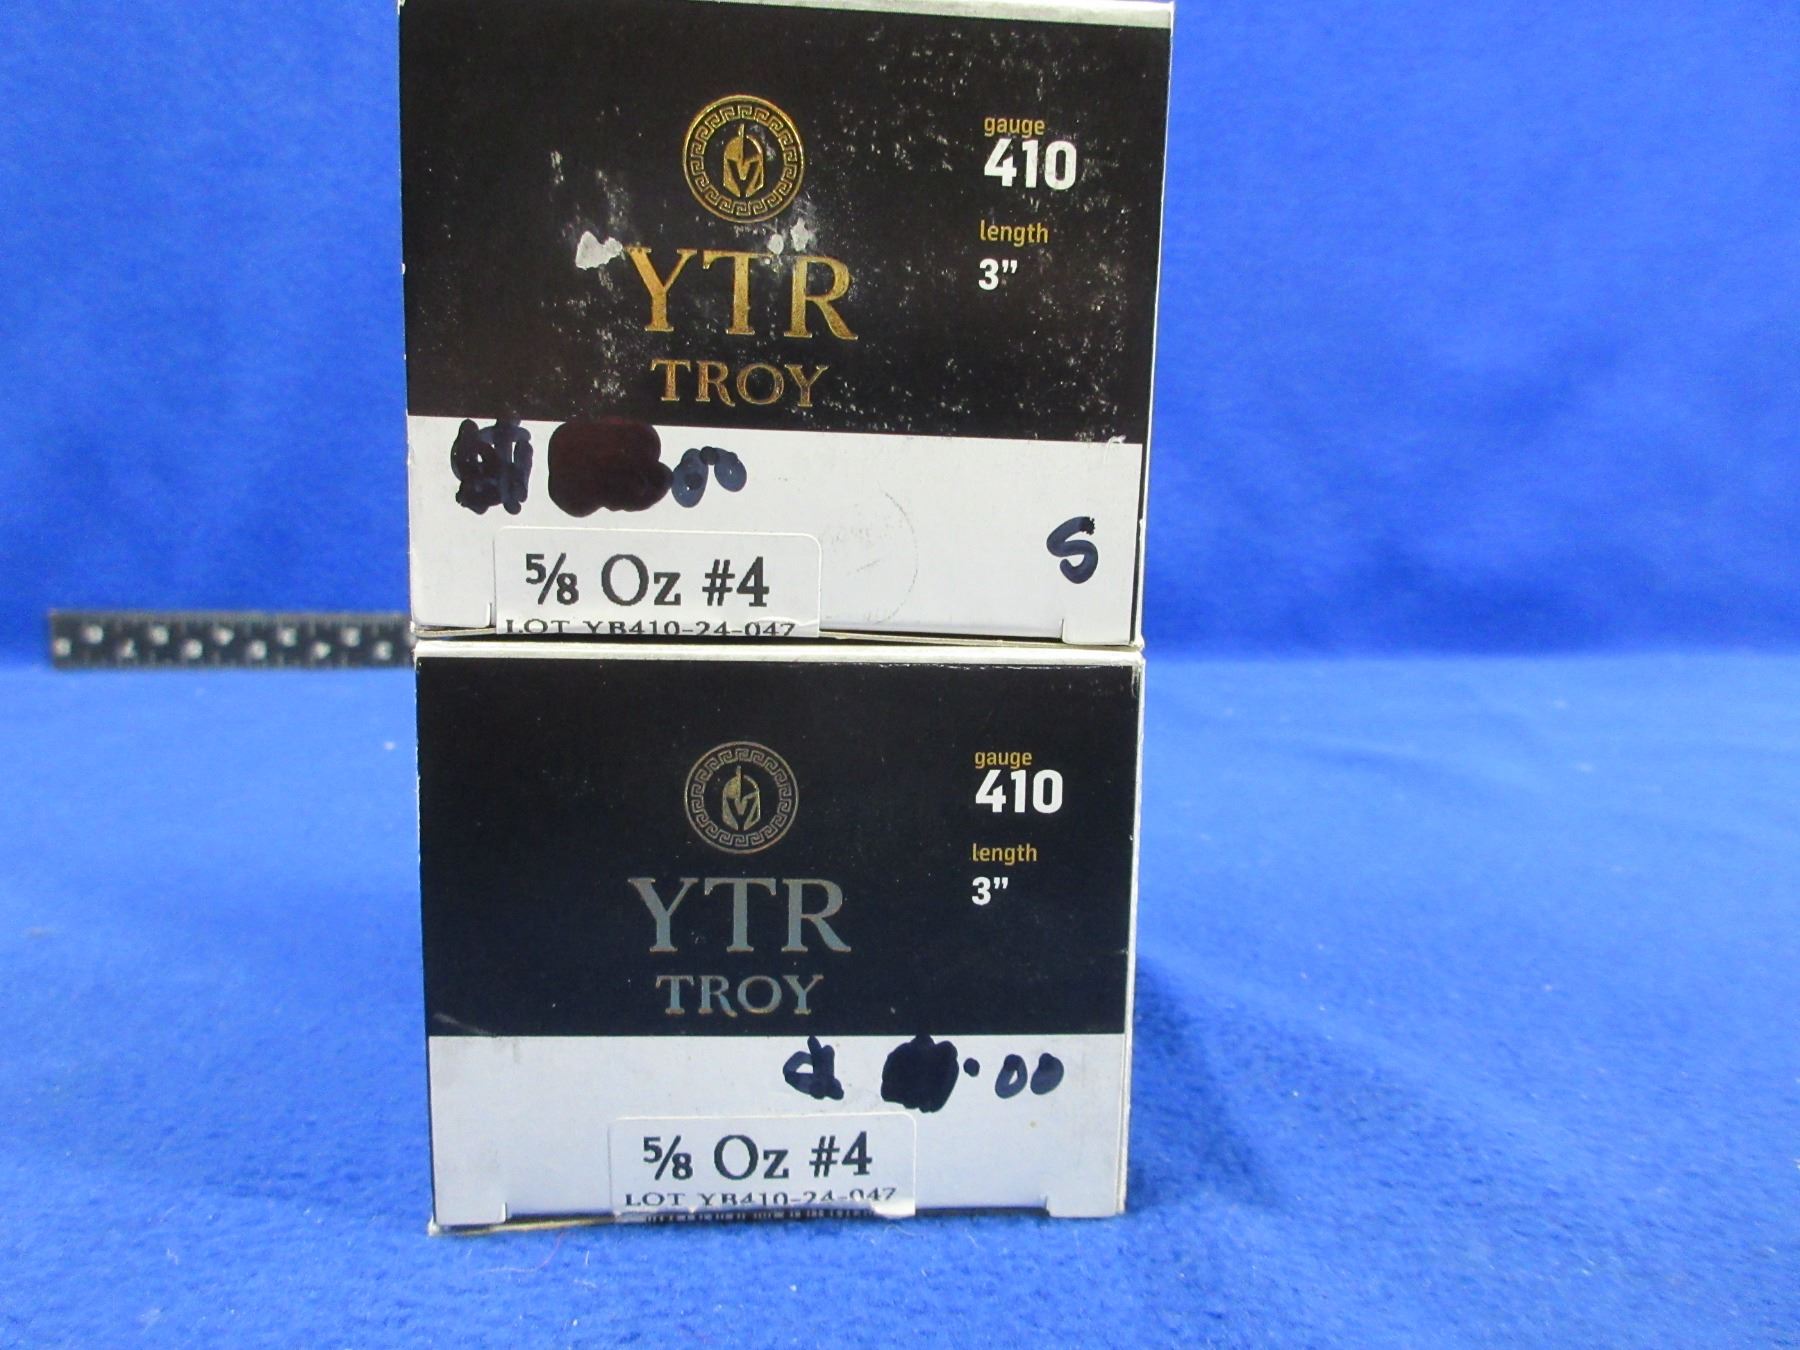 gauge
410
length
3”
YTR
TROY
S
5/8 Oz #4
LOT YB410-24-047
gauge
410
length
3”
YTR
TROY
.00
5/8 Oz #4
LOT YB410-24-047